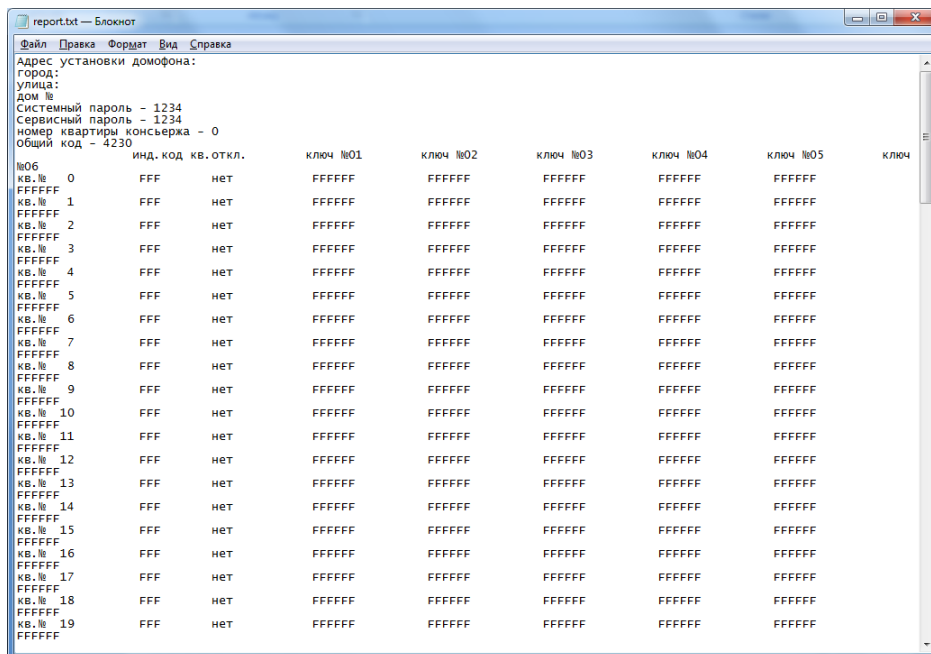 report.txt — Блокнот
Файл Правка Формат Вид Справка
Адрес установки домофона:
город:
улица:
дом №
Системный пароль - 1234
Сервисный пароль - 1234
номер квартиры консьержа - 0
Общий код - 4230
инд.код кв.откл. ключ №01 ключ №02 ключ №03 ключ №04 ключ №05 ключ
№06
кв.№ 0 FFF нет FFFFFF FFFFFF FFFFFF FFFFFF FFFFFF
FFFFFF
кв.№ 1 FFF нет FFFFFF FFFFFF FFFFFF FFFFFF FFFFFF
FFFFFF
кв.№ 2 FFF нет FFFFFF FFFFFF FFFFFF FFFFFF FFFFFF
FFFFFF
кв.№ 3 FFF нет FFFFFF FFFFFF FFFFFF FFFFFF FFFFFF
FFFFFF
кв.№ 4 FFF нет FFFFFF FFFFFF FFFFFF FFFFFF FFFFFF
FFFFFF
кв.№ 5 FFF нет FFFFFF FFFFFF FFFFFF FFFFFF FFFFFF
FFFFFF
кв.№ 6 FFF нет FFFFFF FFFFFF FFFFFF FFFFFF FFFFFF
FFFFFF
кв.№ 7 FFF нет FFFFFF FFFFFF FFFFFF FFFFFF FFFFFF
FFFFFF
кв.№ 8 FFF нет FFFFFF FFFFFF FFFFFF FFFFFF FFFFFF
FFFFFF
кв.№ 9 FFF нет FFFFFF FFFFFF FFFFFF FFFFFF FFFFFF
FFFFFF
кв.№ 10 FFF нет FFFFFF FFFFFF FFFFFF FFFFFF FFFFFF
FFFFFF
кв.№ 11 FFF нет FFFFFF FFFFFF FFFFFF FFFFFF FFFFFF
FFFFFF
кв.№ 12 FFF нет FFFFFF FFFFFF FFFFFF FFFFFF FFFFFF
FFFFFF
кв.№ 13 FFF нет FFFFFF FFFFFF FFFFFF FFFFFF FFFFFF
FFFFFF
кв.№ 14 FFF нет FFFFFF FFFFFF FFFFFF FFFFFF FFFFFF
FFFFFF
кв.№ 15 FFF нет FFFFFF FFFFFF FFFFFF FFFFFF FFFFFF
FFFFFF
кв.№ 16 FFF нет FFFFFF FFFFFF FFFFFF FFFFFF FFFFFF
FFFFFF
кв.№ 17 FFF нет FFFFFF FFFFFF FFFFFF FFFFFF FFFFFF
FFFFFF
кв.№ 18 FFF нет FFFFFF FFFFFF FFFFFF FFFFFF FFFFFF
FFFFFF
кв.№ 19 FFF нет FFFFFF FFFFFF FFFFFF FFFFFF FFFFFF
FFFFFF